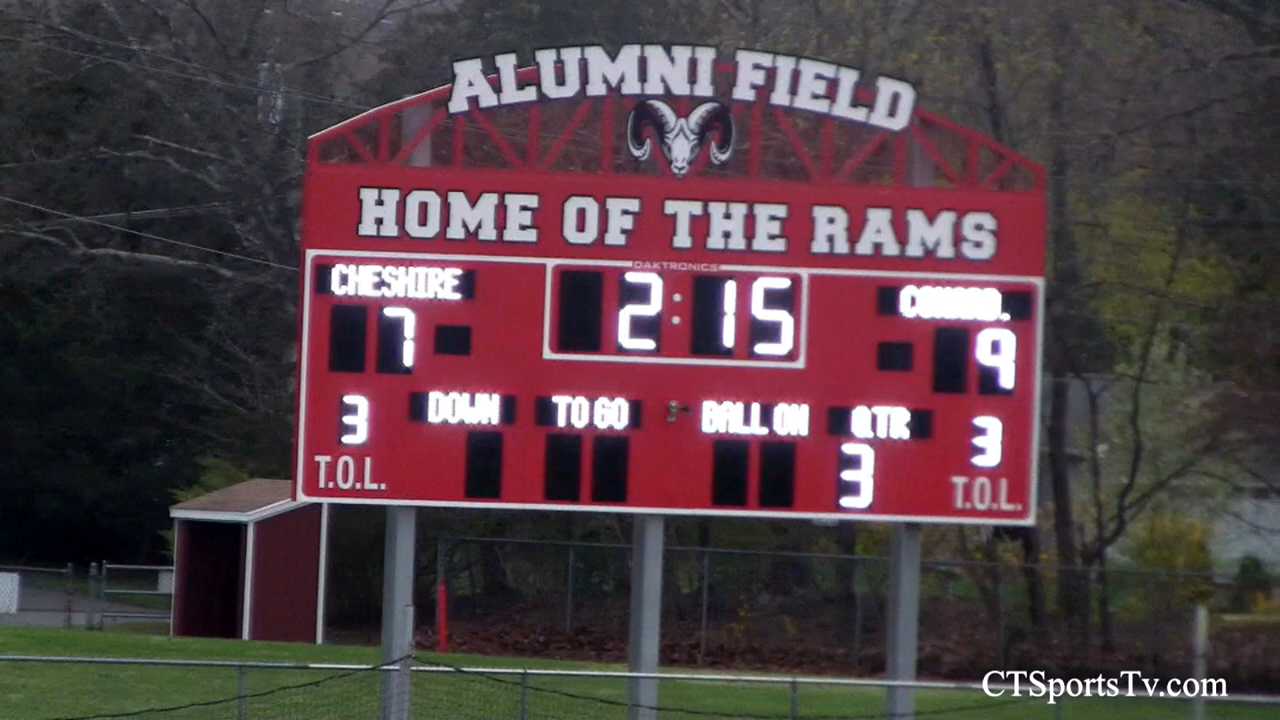 ALUMNI FIELD
HOME OF THE RAMS
DAKTRONICS
CHESHIRE 2:15 CONARD.
7 9
3 DOWN TO GO BALL ON QTR 3
T.O.L. 3 T.O.L.
CTSportsTv.com